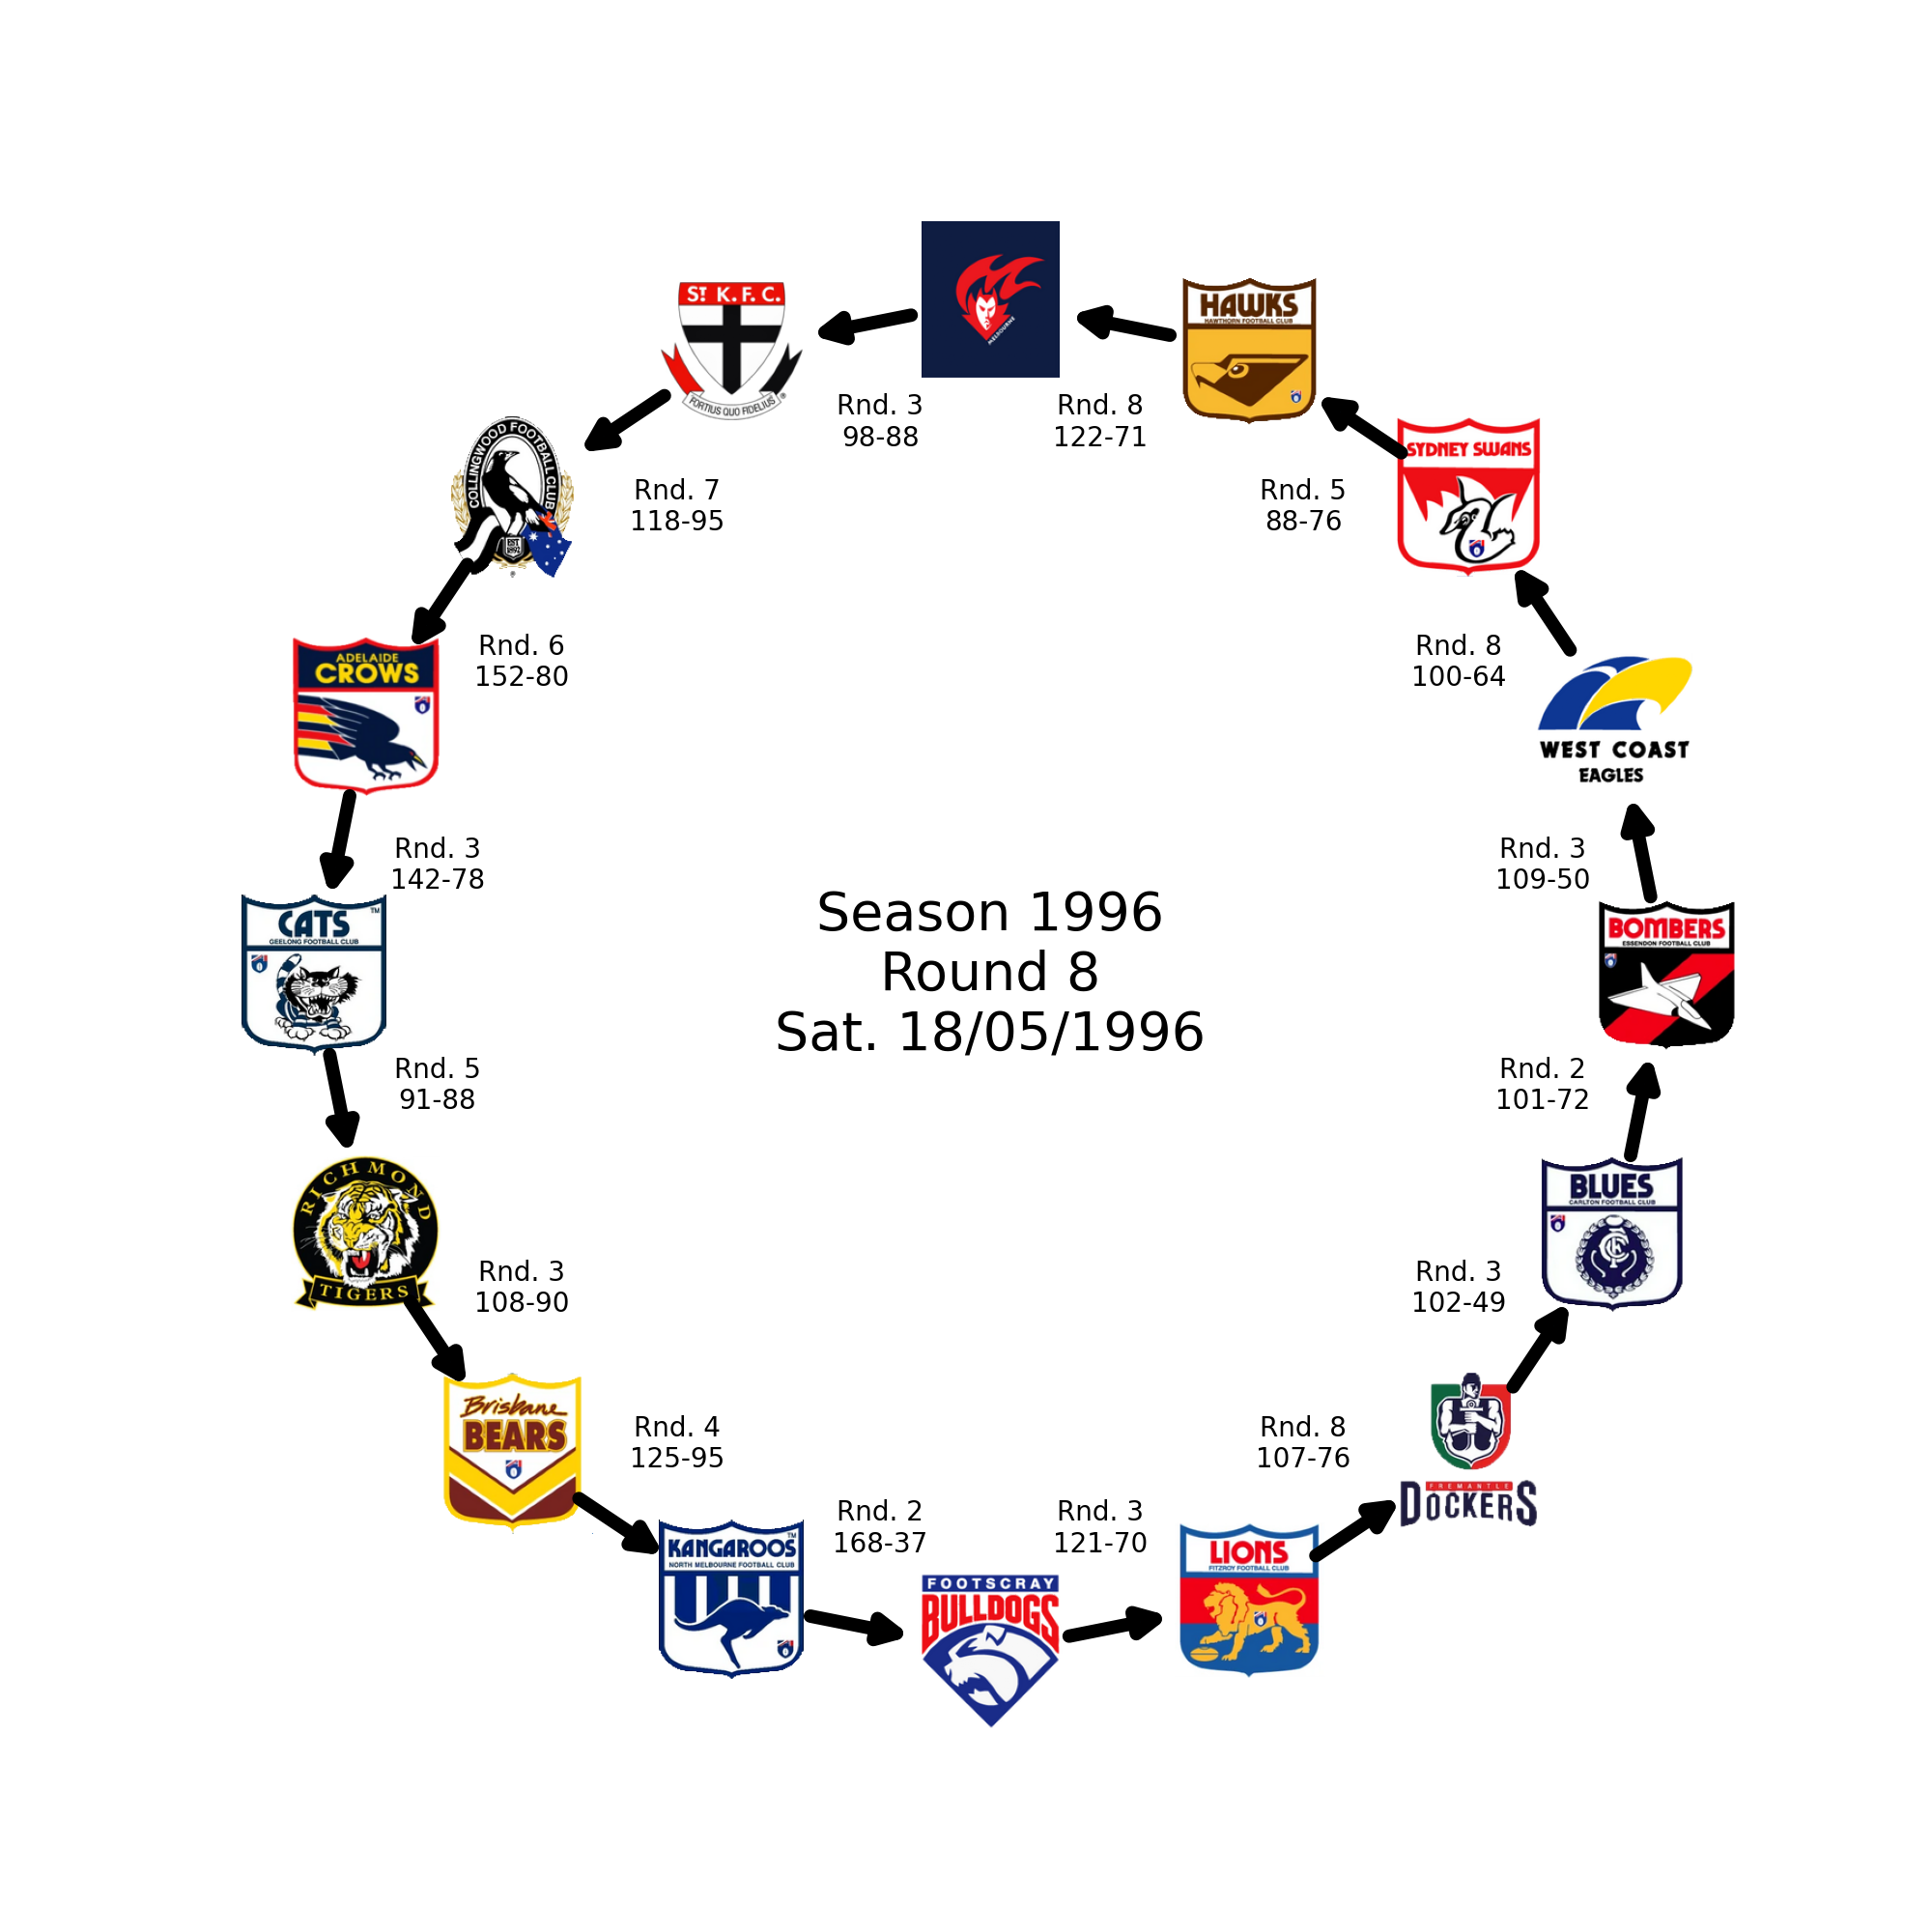 ST K.F.C.
FORTIUS QUO FIDELIUS
®
MELBOURNE
HAWKS
HAWTHORN FOOTBALL CLUB
Rnd. 3
98-88
Rnd. 8
122-71
COLLINGWOOD FOOTBALL CLUB
EST
1892
®
Rnd. 7
118-95
Rnd. 5
88-76
SYDNEY SWANS
ADELAIDE
CROWS
Rnd. 6
152-80
Rnd. 8
100-64
WEST COAST
EAGLES
Rnd. 3
142-78
Rnd. 3
109-50
CATS
TM
GEELONG FOOTBALL CLUB
Season 1996
Round 8
Sat. 18/05/1996
BOMBERS
ESSENDON FOOTBALL CLUB
Rnd. 5
91-88
Rnd. 2
101-72
RICHMOND
TIGERS
BLUES
CARLTON FOOTBALL CLUB
CFC
Rnd. 3
108-90
Rnd. 3
102-49
Brisbane
BEARS
Rnd. 4
125-95
Rnd. 8
107-76
FREMANTLE
DOCKERS
KANGAROOS
TM
NORTH MELBOURNE FOOTBALL CLUB
Rnd. 2
168-37
Rnd. 3
121-70
LIONS
FITZROY FOOTBALL CLUB
FOOTSCRAY
BULLDOGS